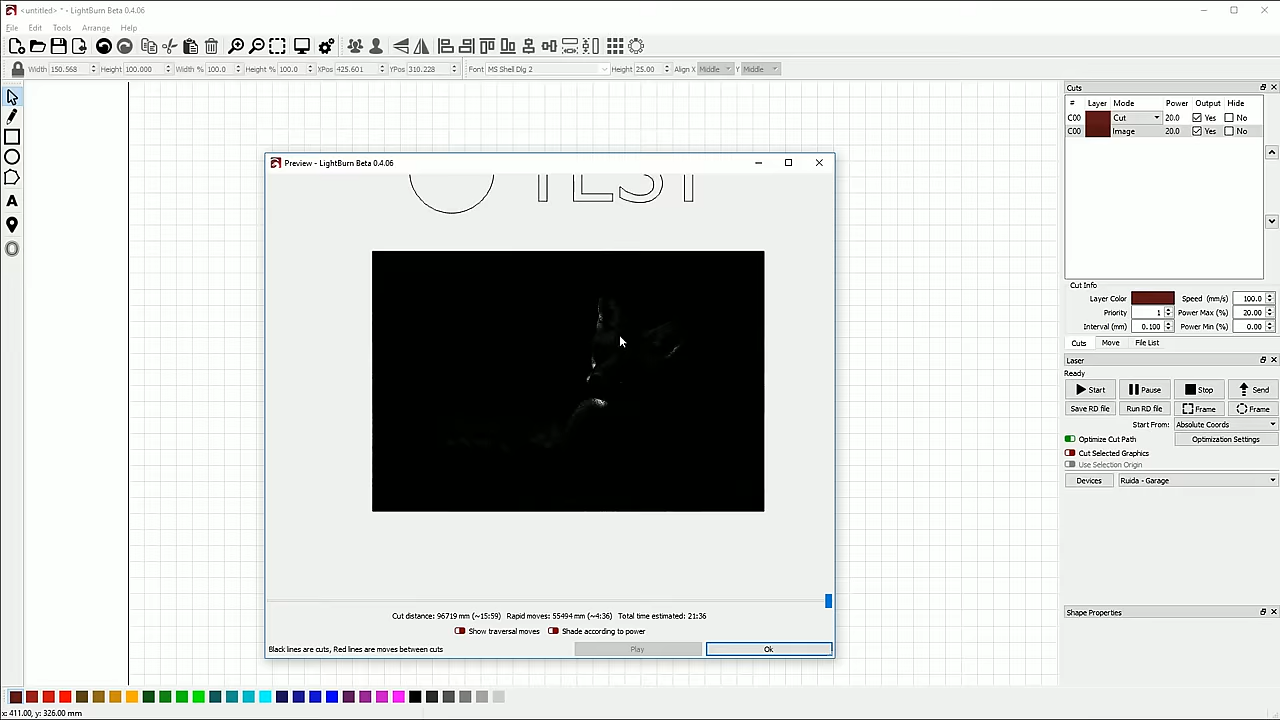 <untitled> * - LightBurn Beta 0.4.06
File Edit Tools Arrange Help
Width 150.568 Height 100.000 Width % 100.0 Height % 100.0 XPos 425.601 YPos 310.228 Font MS Shell Dlg 2 Height 25.00 Align X Middle Y Middle
Cuts
# Layer Mode Power Output Hide
C00 Cut 20.0 Yes No
C00 Image 20.0 Yes No
Preview - LightBurn Beta 0.4.06
TEST
A
Cut Info
Layer Color Speed (mm/s) 100.0
Priority 1 Power Max (%) 20.00
Interval (mm) 0.100 Power Min (%) 0.00
Cuts Move File List
Laser
Ready
Start Pause Stop Send
Save RD file Run RD file Frame Frame
Start From: Absolute Coords
Optimize Cut Path Optimization Settings
Cut Selected Graphics
Use Selection Origin
Devices Ruida - Garage
Shape Properties
Cut distance: 96719 mm (~15:59) Rapid moves: 55494 mm (~4:36) Total time estimated: 21:36
Show traversal moves Shade according to power
Black lines are cuts, Red lines are moves between cuts Play Ok
x: 411.00, y: 326.00 mm